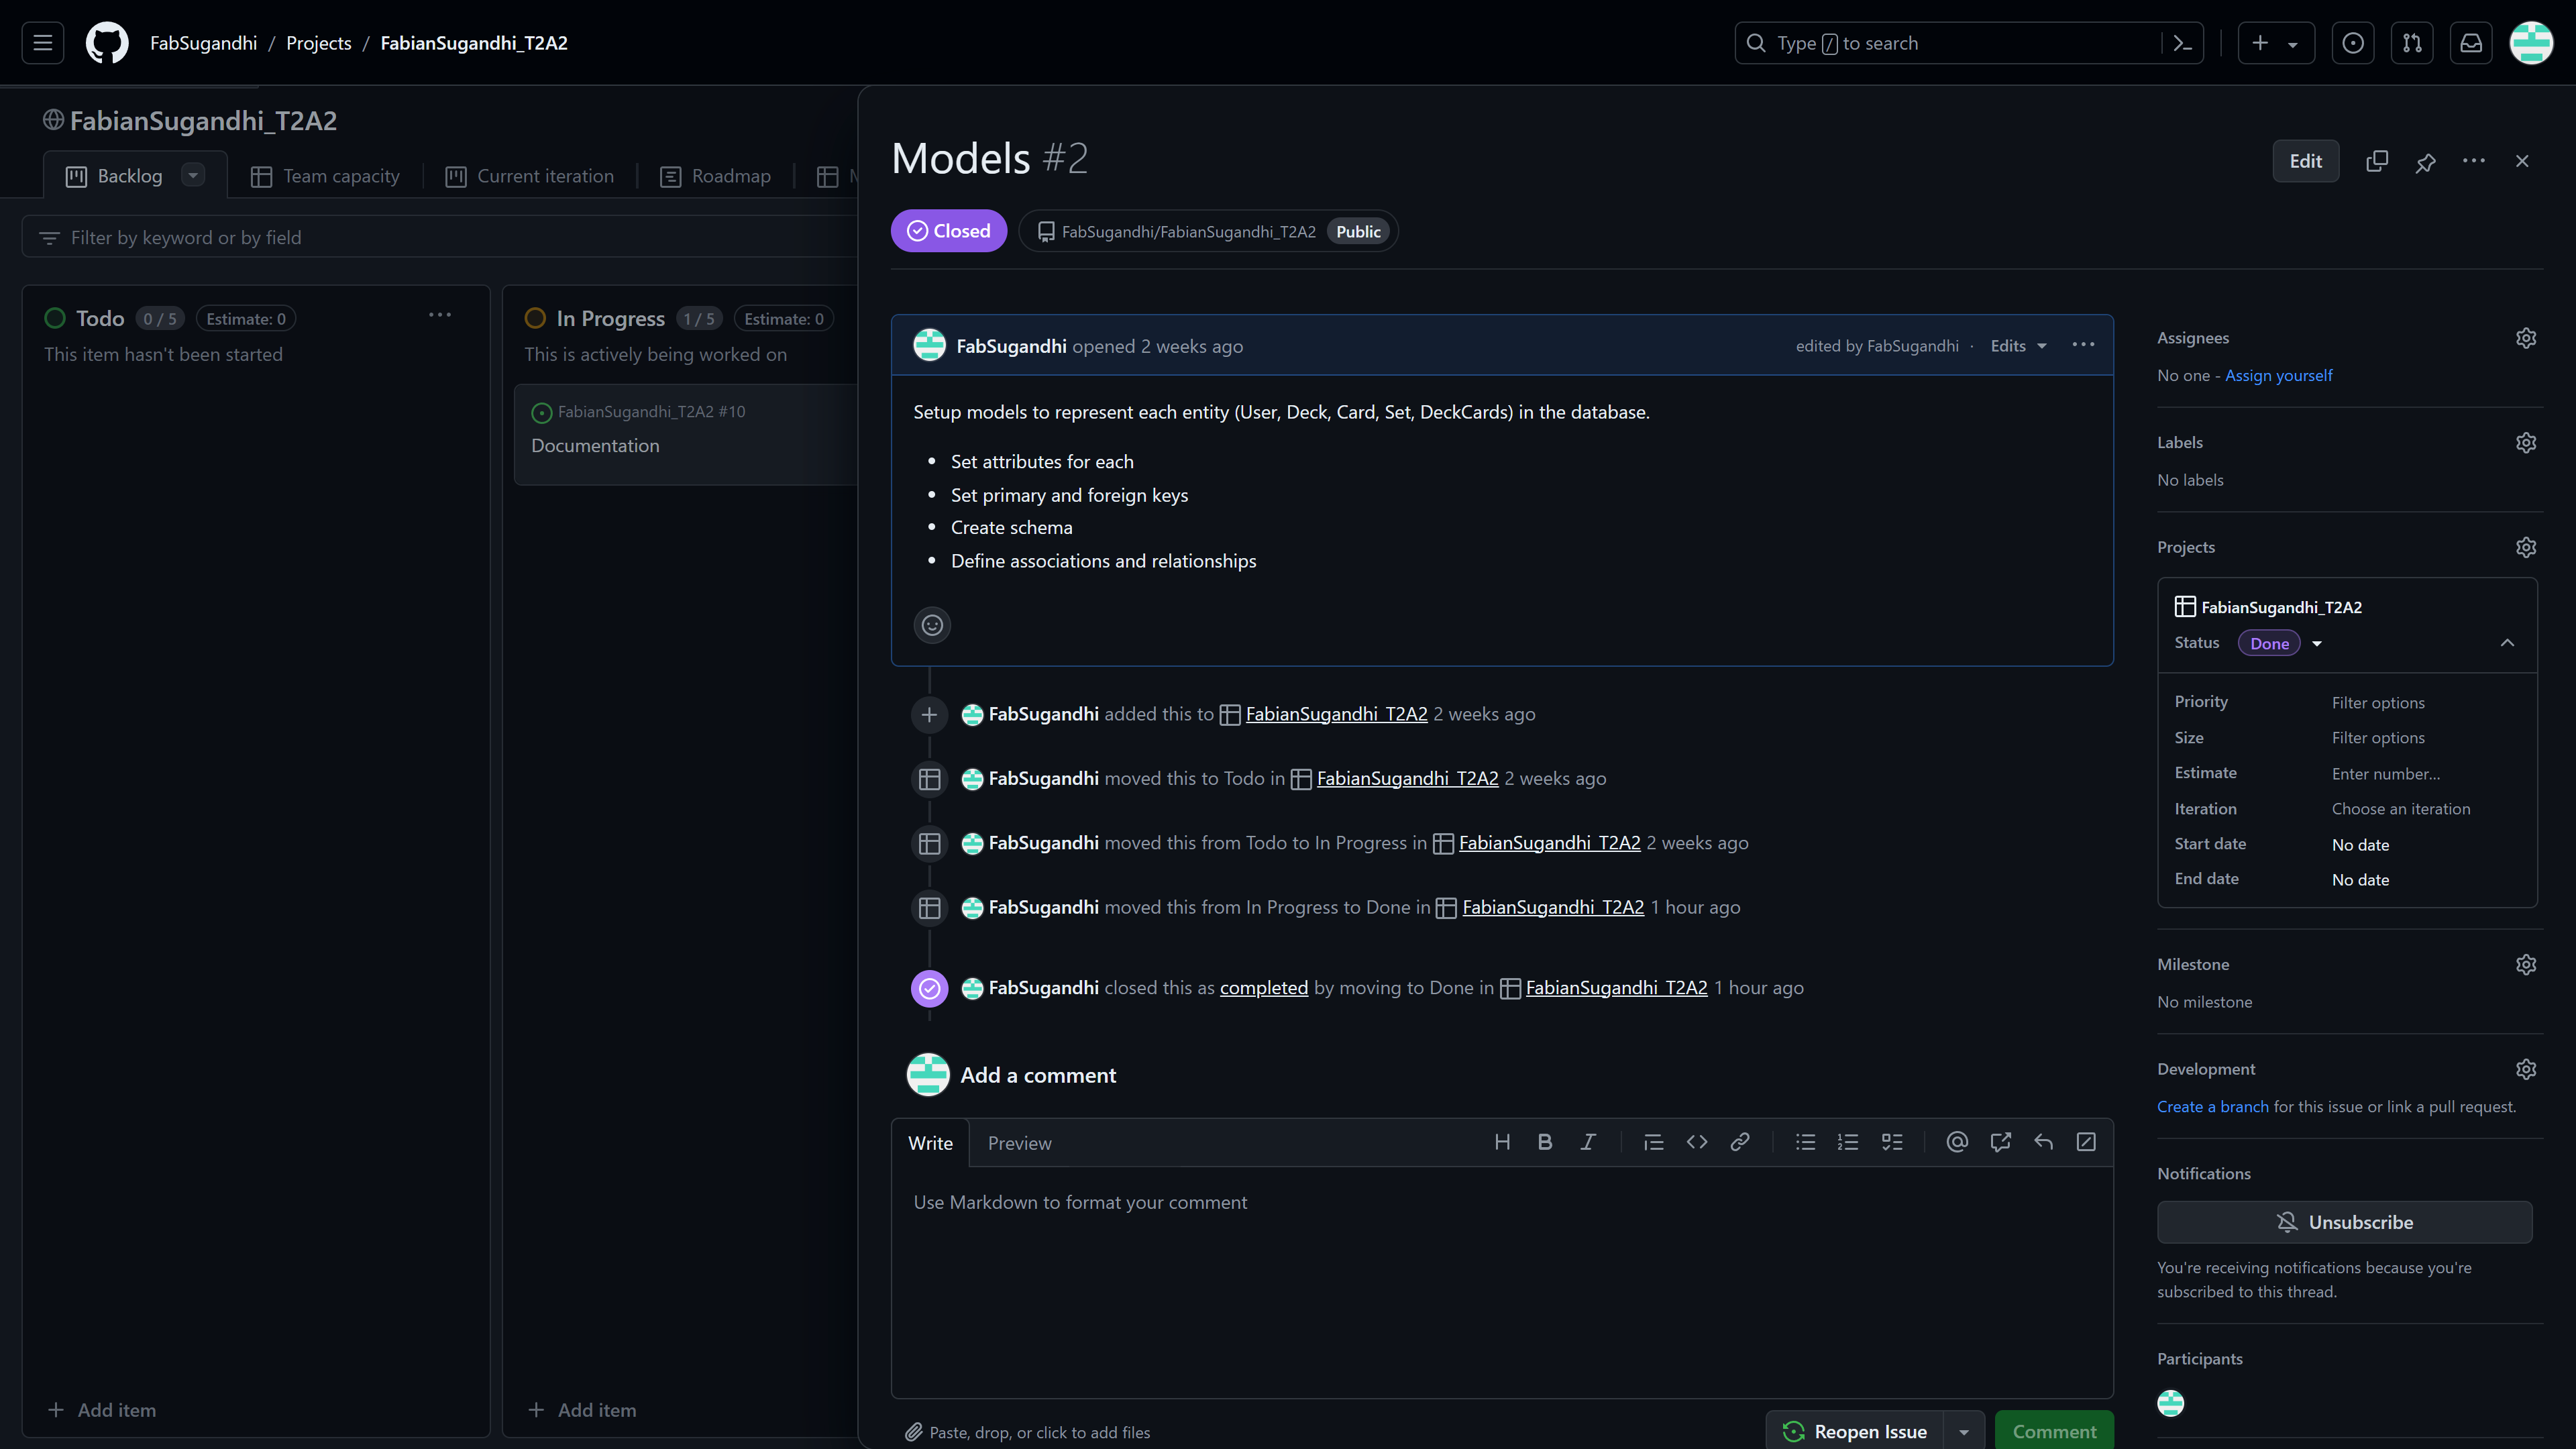 FabSugandhi / Projects / FabianSugandhi_T2A2
Type / to search
FabianSugandhi_T2A2
Backlog
Team capacity
Current iteration
Roadmap
Filter by keyword or by field
Todo 0 / 5 Estimate: 0
This item hasn't been started
Add item
In Progress 1 / 5 Estimate: 0
This is actively being worked on
FabianSugandhi_T2A2 #10
Documentation
Add item
Models #2
Edit
Closed
FabSugandhi/FabianSugandhi_T2A2 Public
FabSugandhi opened 2 weeks ago
edited by FabSugandhi · Edits
Setup models to represent each entity (User, Deck, Card, Set, DeckCards) in the database.
• Set attributes for each
• Set primary and foreign keys
• Create schema
• Define associations and relationships
FabSugandhi added this to FabianSugandhi_T2A2 2 weeks ago
FabSugandhi moved this to Todo in FabianSugandhi_T2A2 2 weeks ago
FabSugandhi moved this from Todo to In Progress in FabianSugandhi_T2A2 2 weeks ago
FabSugandhi moved this from In Progress to Done in FabianSugandhi_T2A2 1 hour ago
FabSugandhi closed this as completed by moving to Done in FabianSugandhi_T2A2 1 hour ago
Add a comment
Write
Preview
Use Markdown to format your comment
Paste, drop, or click to add files
Reopen Issue
Comment
Assignees
No one - Assign yourself
Labels
No labels
Projects
FabianSugandhi_T2A2
Status Done
Priority Filter options
Size Filter options
Estimate Enter number...
Iteration Choose an iteration
Start date No date
End date No date
Milestone
No milestone
Development
Create a branch for this issue or link a pull request.
Notifications
Unsubscribe
You're receiving notifications because you're
subscribed to this thread.
Participants